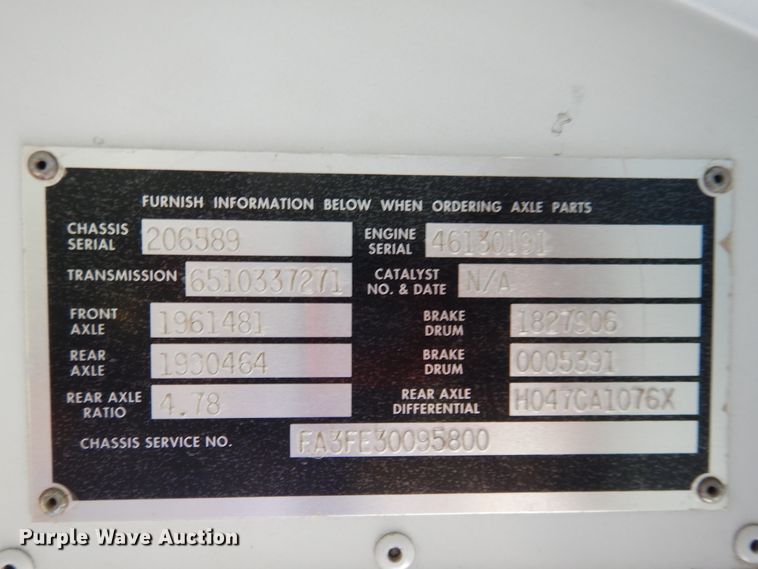 FURNISH INFORMATION BELOW WHEN ORDERING AXLE PARTS
CHASSIS SERIAL 206589 ENGINE SERIAL 46130191
TRANSMISSION 6510337271 CATALYST NO. & DATE N/A
FRONT AXLE 1961481 BRAKE DRUM 1827906
REAR AXLE 1990464 BRAKE DRUM 0005391
REAR AXLE RATIO 4.78 REAR AXLE DIFFERENTIAL H047CA1076X
CHASSIS SERVICE NO. FA3FE30095800
Purple Wave Auction